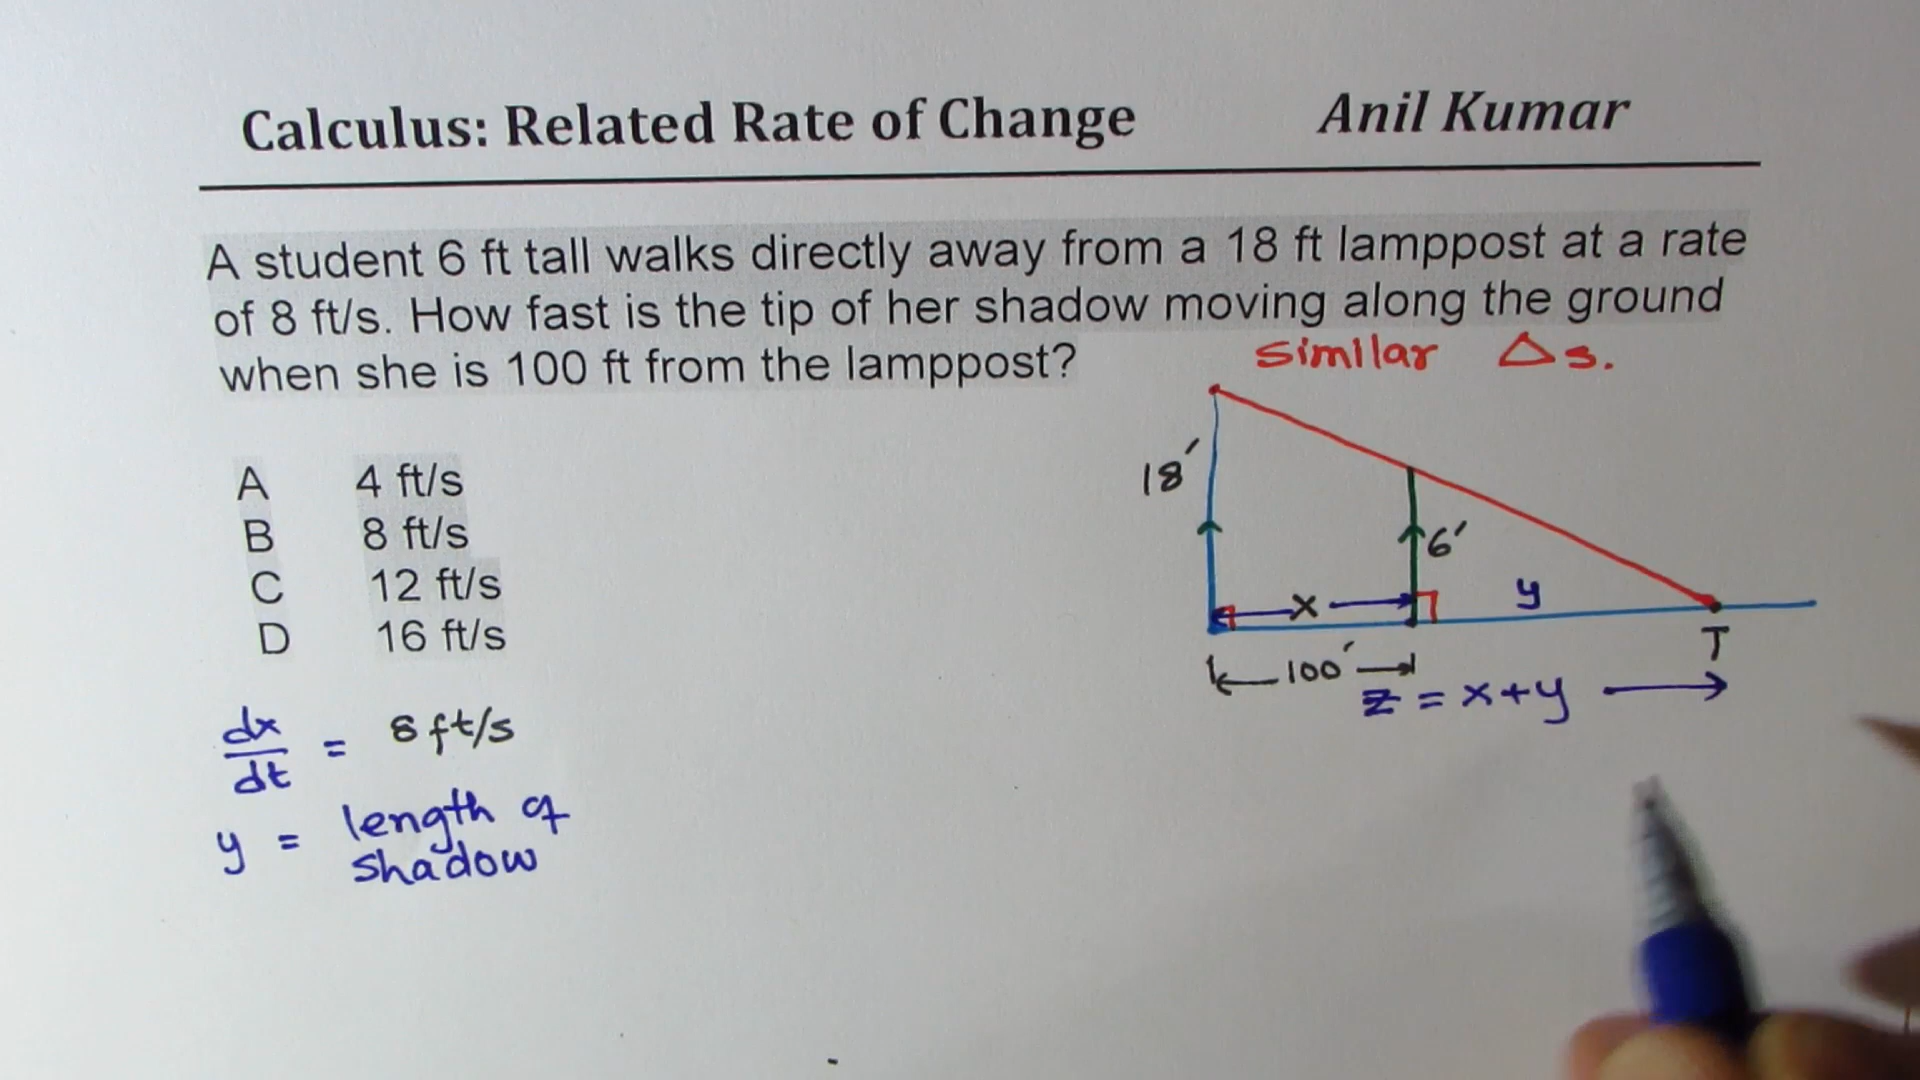 Calculus: Related Rate of Change Anil Kumar
A student 6 ft tall walks directly away from a 18 ft lamppost at a rate
of 8 ft/s. How fast is the tip of her shadow moving along the ground
when she is 100 ft from the lamppost?
Similar Δs.
A 4 ft/s
B 8 ft/s
C 12 ft/s
D 16 ft/s
18′
6′
x
y
T
100′
z = x+y
dx/dt = 8 ft/s
y = length of
shadow